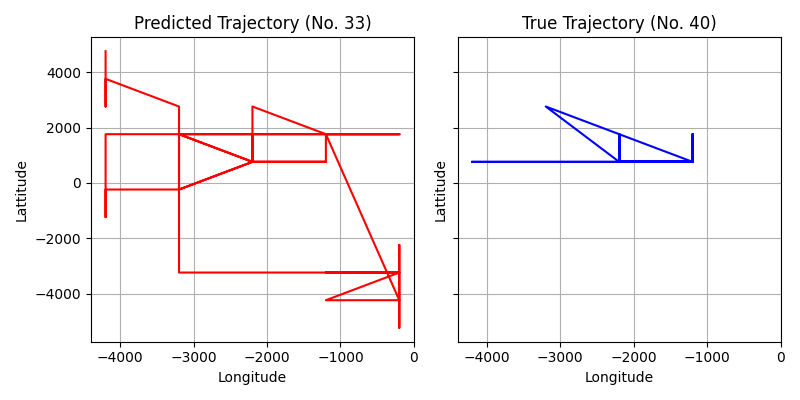 Predicted Trajectory (No. 33)
True Trajectory (No. 40)
Lattitude
4000
2000
0
−2000
−4000
−4000 −3000 −2000 −1000 0
Longitude
Lattitude
−4000 −3000 −2000 −1000 0
Longitude